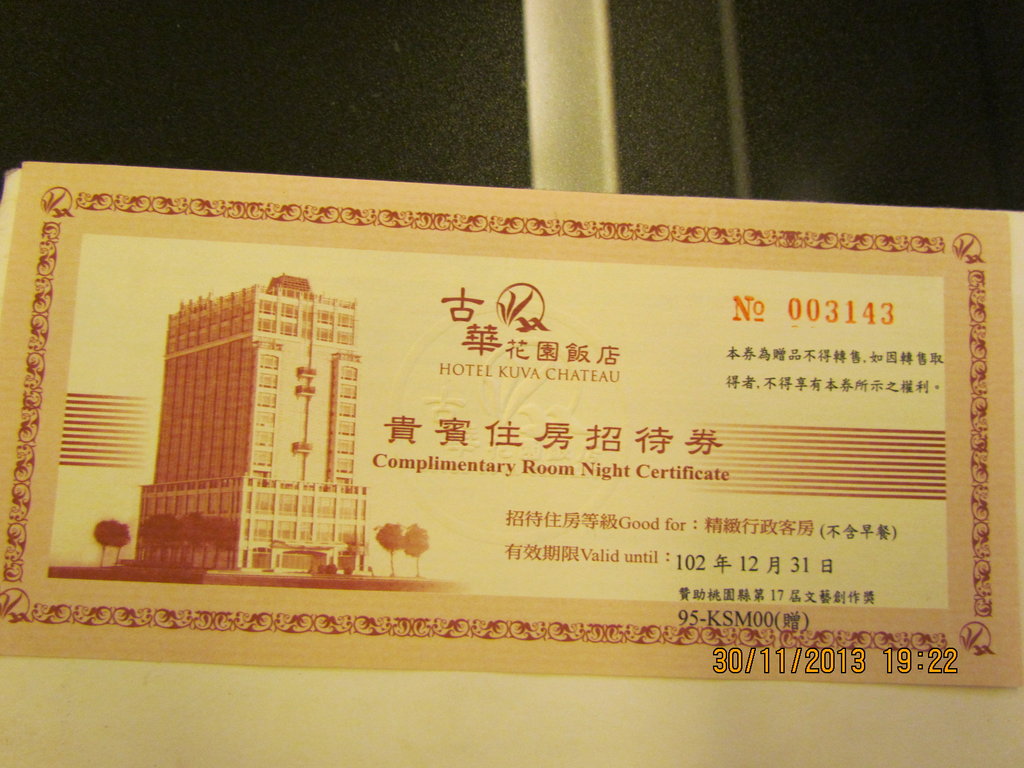 古華花園飯店
HOTEL KUVA CHATEAU
№ 003143
本券為贈品不得轉售,如因轉售取
得者,不得享有本券所示之權利。
貴賓住房招待券
Complimentary Room Night Certificate
招待住房等級Good for：精緻行政客房 (不含早餐)
有效期限Valid until：102 年 12 月 31 日
贊助桃園縣第 17 屆文藝創作獎
95-KSM00(贈)
30/11/2013 19:22